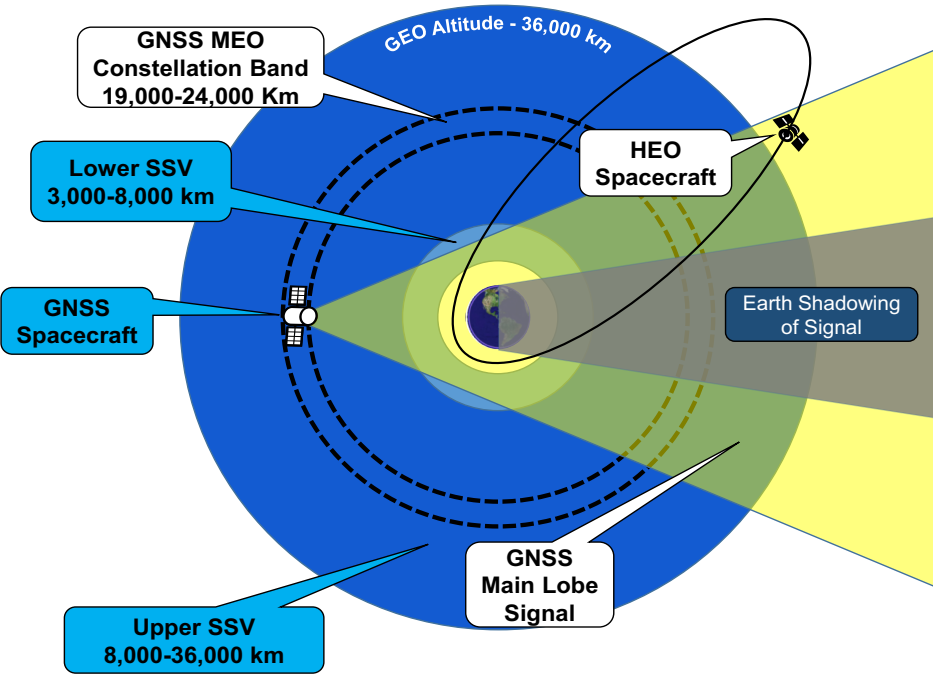 GEO Altitude - 36,000 km
GNSS MEO
Constellation Band
19,000-24,000 Km
HEO
Spacecraft
Lower SSV
3,000-8,000 km
GNSS
Spacecraft
Earth Shadowing
of Signal
GNSS
Main Lobe
Signal
Upper SSV
8,000-36,000 km